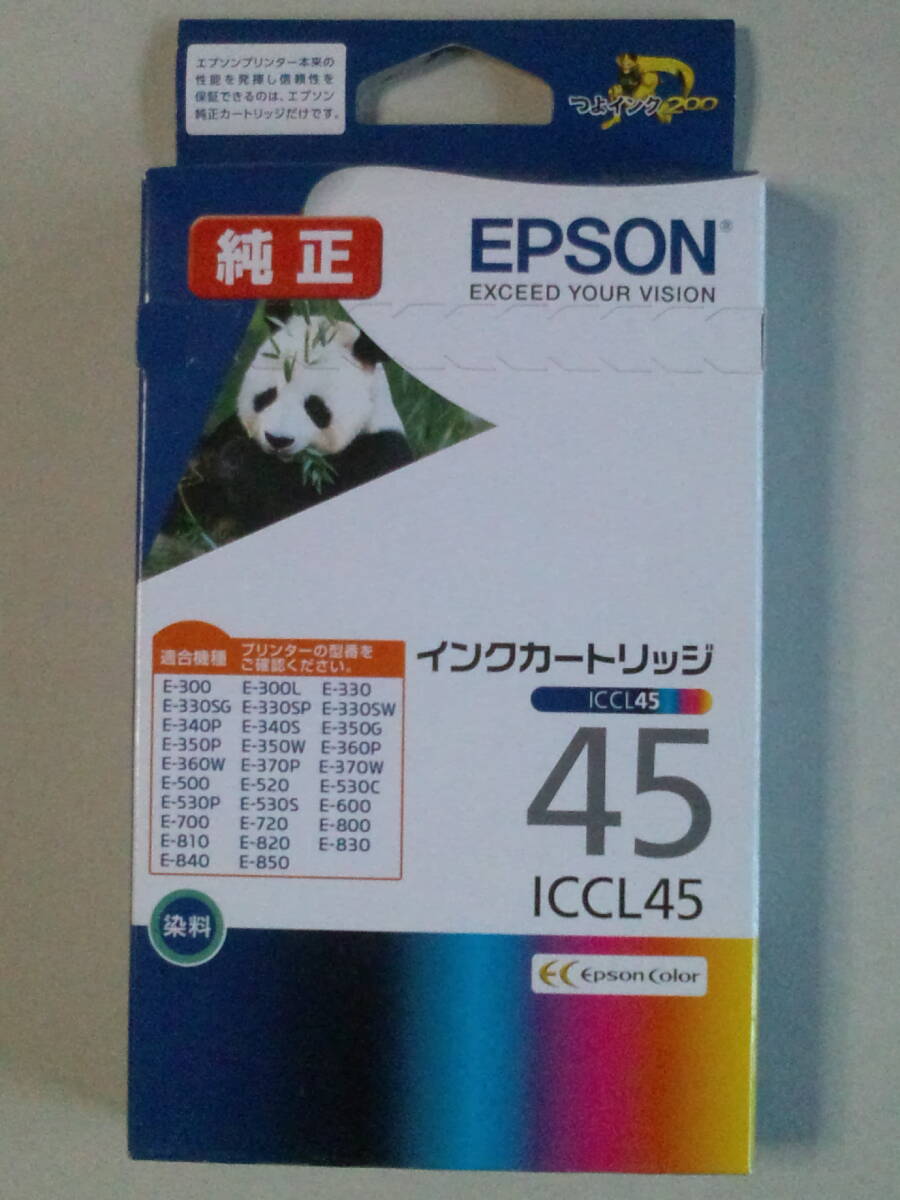 エプソンプリンター本来の
性能を発揮し信頼性を
保証できるのは、エプソン
純正カートリッジだけです。
つよインク200
純正
EPSON®
EXCEED YOUR VISION
適合機種 プリンターの型番を
ご確認ください。
E-300 E-300L E-330
E-330SG E-330SP E-330SW
E-340P E-340S E-350G
E-350P E-350W E-360P
E-360W E-370P E-370W
E-500 E-520 E-530C
E-530P E-530S E-600
E-700 E-720 E-800
E-810 E-820 E-830
E-840 E-850
インクカートリッジ
ICCL45
45
ICCL45
染料
EC Epson Color